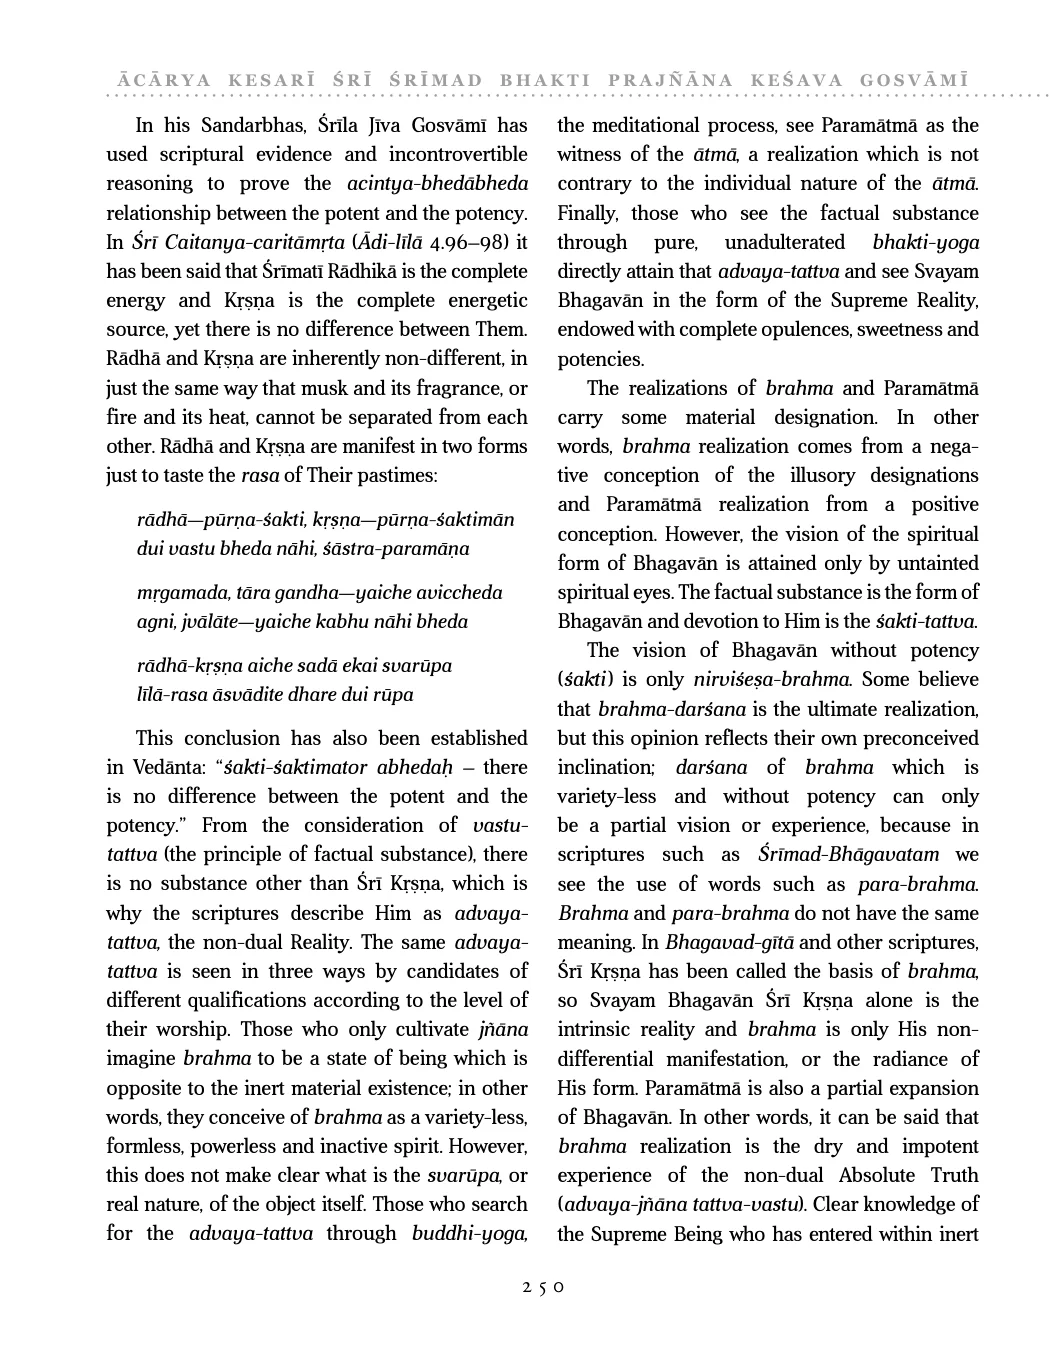 ĀCĀRYA KESARĪ ŚRĪ ŚRĪMAD BHAKTI PRAJÑĀNA KEŚAVA GOSVĀMĪ
In his Sandarbhas, Śrīla Jīva Gosvāmī has
used scriptural evidence and incontrovertible
reasoning to prove the acintya-bhedābheda
relationship between the potent and the potency.
In Śrī Caitanya-caritāmṛta (Ādi-līlā 4.96–98) it
has been said that Śrīmatī Rādhikā is the complete
energy and Kṛṣṇa is the complete energetic
source, yet there is no difference between Them.
Rādhā and Kṛṣṇa are inherently non-different, in
just the same way that musk and its fragrance, or
fire and its heat, cannot be separated from each
other. Rādhā and Kṛṣṇa are manifest in two forms
just to taste the rasa of Their pastimes:
rādhā—pūrṇa-śakti, kṛṣṇa—pūrṇa-śaktimān
dui vastu bheda nāhi, śāstra-paramāṇa
mṛgamada, tāra gandha—yaiche aviccheda
agni, jvālāte—yaiche kabhu nāhi bheda
rādhā-kṛṣṇa aiche sadā ekai svarūpa
līlā-rasa āsvādite dhare dui rūpa
This conclusion has also been established
in Vedānta: “śakti-śaktimator abhedaḥ – there
is no difference between the potent and the
potency.” From the consideration of vastu-
tattva (the principle of factual substance), there
is no substance other than Śrī Kṛṣṇa, which is
why the scriptures describe Him as advaya-
tattva, the non-dual Reality. The same advaya-
tattva is seen in three ways by candidates of
different qualifications according to the level of
their worship. Those who only cultivate jñāna
imagine brahma to be a state of being which is
opposite to the inert material existence; in other
words, they conceive of brahma as a variety-less,
formless, powerless and inactive spirit. However,
this does not make clear what is the svarūpa, or
real nature, of the object itself. Those who search
for the advaya-tattva through buddhi-yoga,
the meditational process, see Paramātmā as the
witness of the ātmā, a realization which is not
contrary to the individual nature of the ātmā.
Finally, those who see the factual substance
through pure, unadulterated bhakti-yoga
directly attain that advaya-tattva and see Svayam
Bhagavān in the form of the Supreme Reality,
endowed with complete opulences, sweetness and
potencies.
The realizations of brahma and Paramātmā
carry some material designation. In other
words, brahma realization comes from a nega-
tive conception of the illusory designations
and Paramātmā realization from a positive
conception. However, the vision of the spiritual
form of Bhagavān is attained only by untainted
spiritual eyes. The factual substance is the form of
Bhagavān and devotion to Him is the śakti-tattva.
The vision of Bhagavān without potency
(śakti) is only nirviśeṣa-brahma. Some believe
that brahma-darśana is the ultimate realization,
but this opinion reflects their own preconceived
inclination; darśana of brahma which is
variety-less and without potency can only
be a partial vision or experience, because in
scriptures such as Śrīmad-Bhāgavatam we
see the use of words such as para-brahma.
Brahma and para-brahma do not have the same
meaning. In Bhagavad-gītā and other scriptures,
Śrī Kṛṣṇa has been called the basis of brahma,
so Svayam Bhagavān Śrī Kṛṣṇa alone is the
intrinsic reality and brahma is only His non-
differential manifestation, or the radiance of
His form. Paramātmā is also a partial expansion
of Bhagavān. In other words, it can be said that
brahma realization is the dry and impotent
experience of the non-dual Absolute Truth
(advaya-jñāna tattva-vastu). Clear knowledge of
the Supreme Being who has entered within inert
250